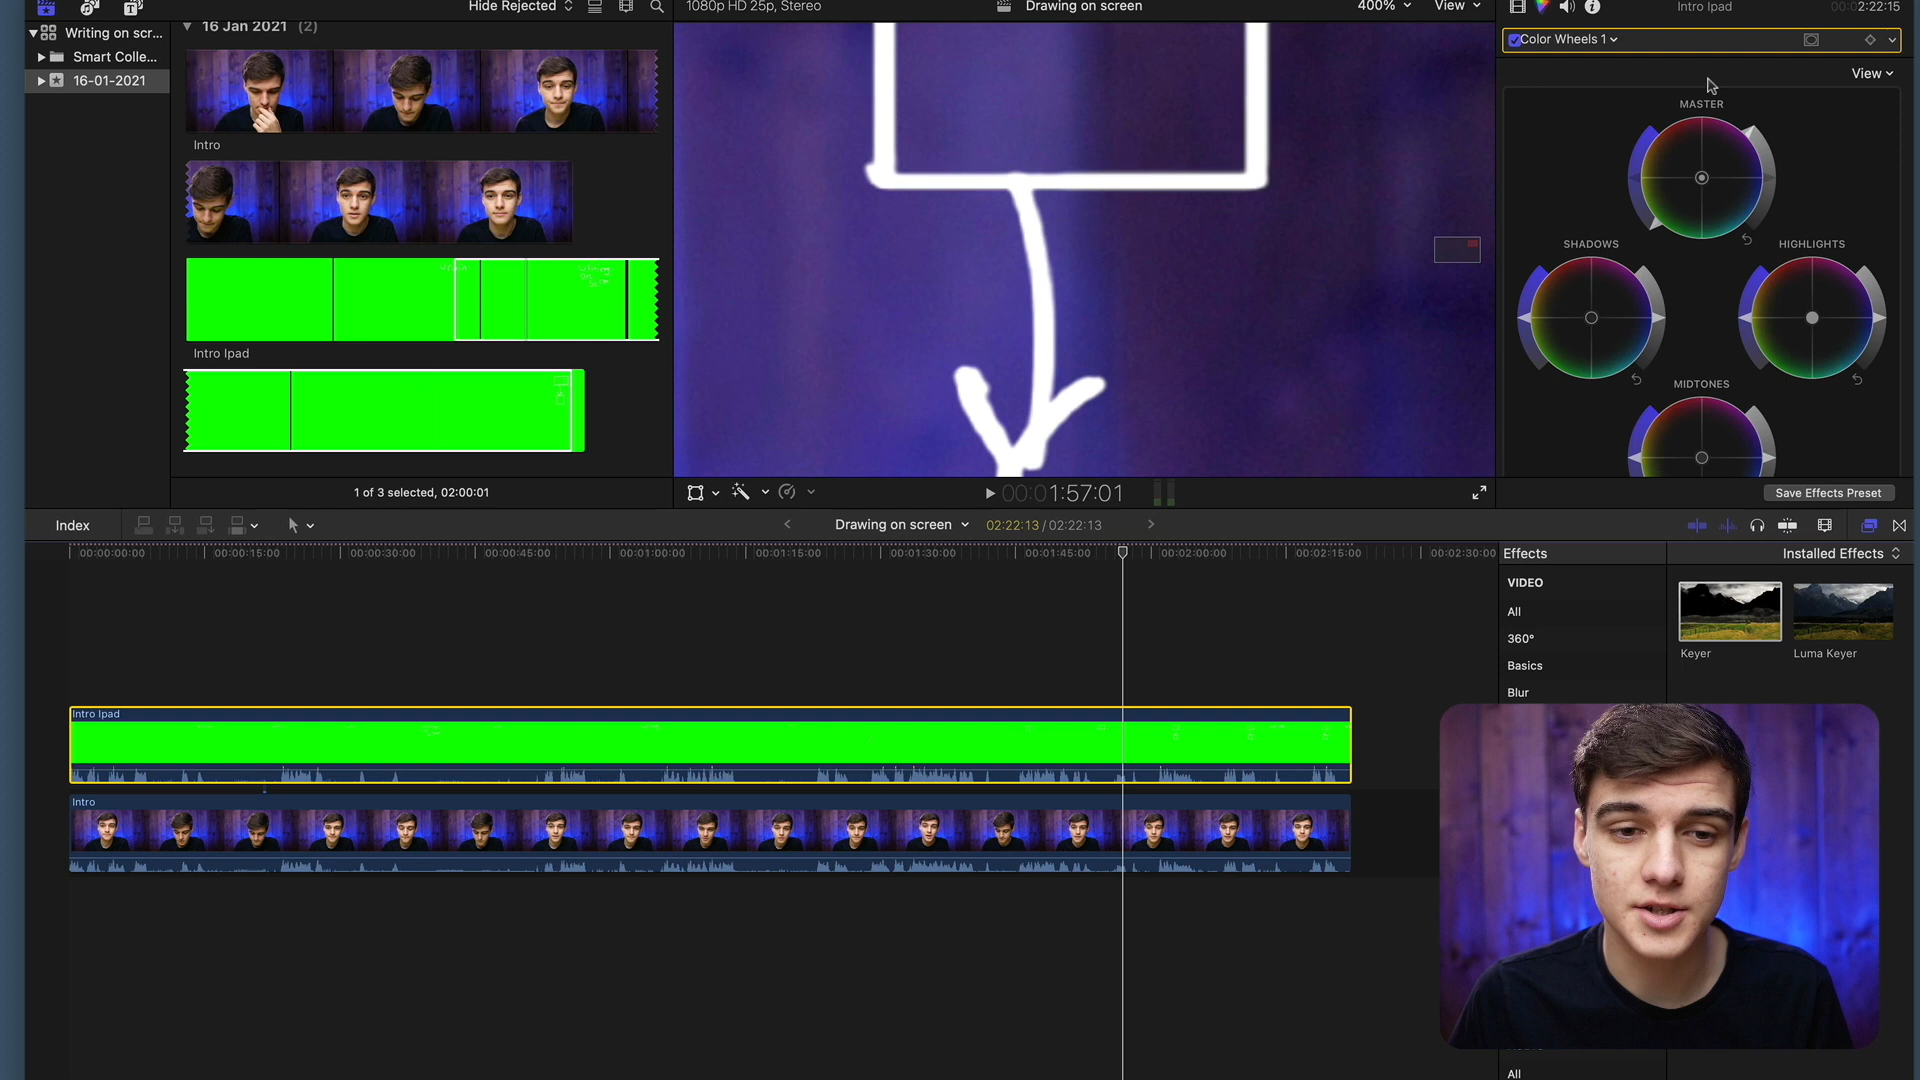 Hide Rejected
1080p HD 25p, Stereo
Drawing on screen
400%
View
Intro Ipad
00:02:22:15
Writing on scr...
Smart Colle...
16-01-2021
16 Jan 2021 (2)
Intro
Intro Ipad
1 of 3 selected, 02:00:01
00:01:57:01
Color Wheels 1
View
MASTER
SHADOWS
HIGHLIGHTS
MIDTONES
Save Effects Preset
Index
Drawing on screen
02:22:13 / 02:22:13
00:00:00:00
00:00:15:00
00:00:30:00
00:00:45:00
00:01:00:00
00:01:15:00
00:01:30:00
00:01:45:00
00:02:00:00
00:02:15:00
00:02:30:00
Effects
Installed Effects
VIDEO
All
360°
Basics
Blur
Keyer
Luma Keyer
Intro Ipad
Intro
All